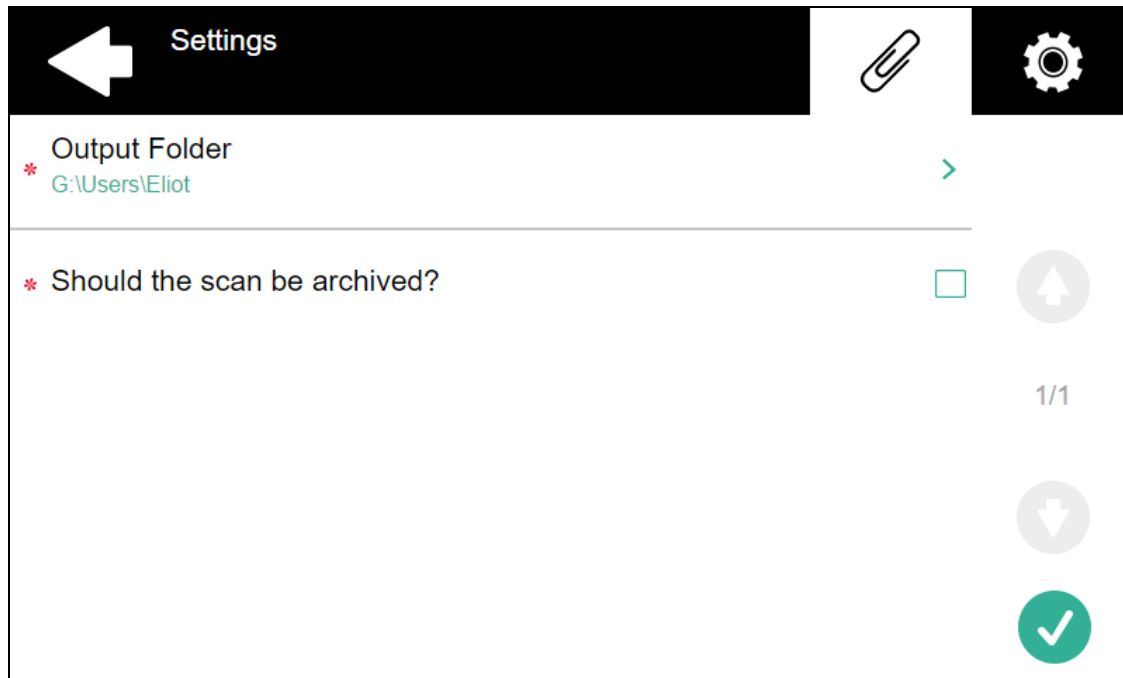 Settings
* Output Folder
G:\Users\Eliot
* Should the scan be archived?
1/1